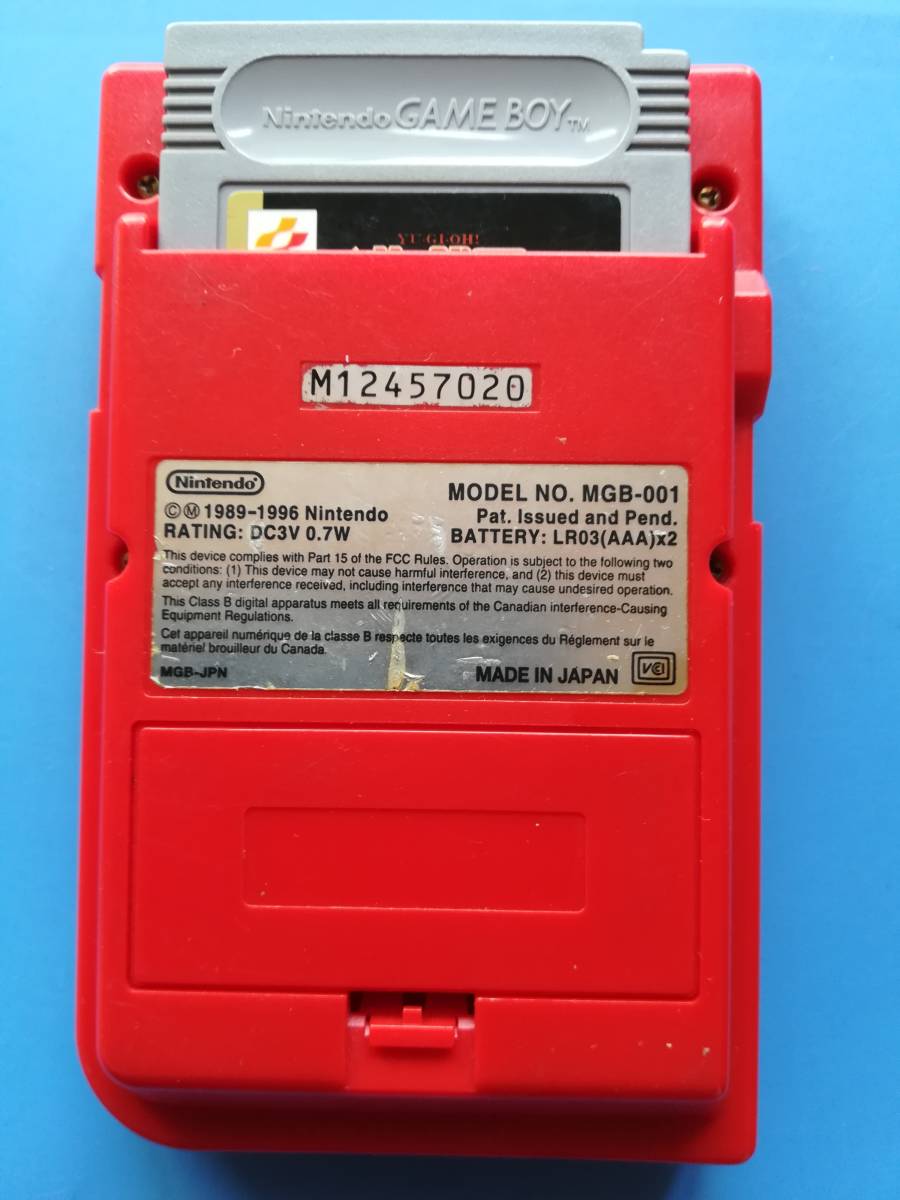 Nintendo GAME BOY TM
YU-GI-OH!
M12457020
Nintendo
ⒸⓂ 1989-1996 Nintendo
MODEL NO. MGB-001
Pat. Issued and Pend.
RATING: DC3V 0.7W
BATTERY: LR03(AAA)x2
This device complies with Part 15 of the FCC Rules. Operation is subject to the following two
conditions: (1) This device may not cause harmful interference, and (2) this device must
accept any interference received, including interference that may cause undesired operation.
This Class B digital apparatus meets all requirements of the Canadian interference-Causing
Equipment Regulations.
Cet appareil numérique de la classe B respecte toutes les exigences du Réglement sur le
matériel brouilleur du Canada.
MGB-JPN
MADE IN JAPAN
VCI